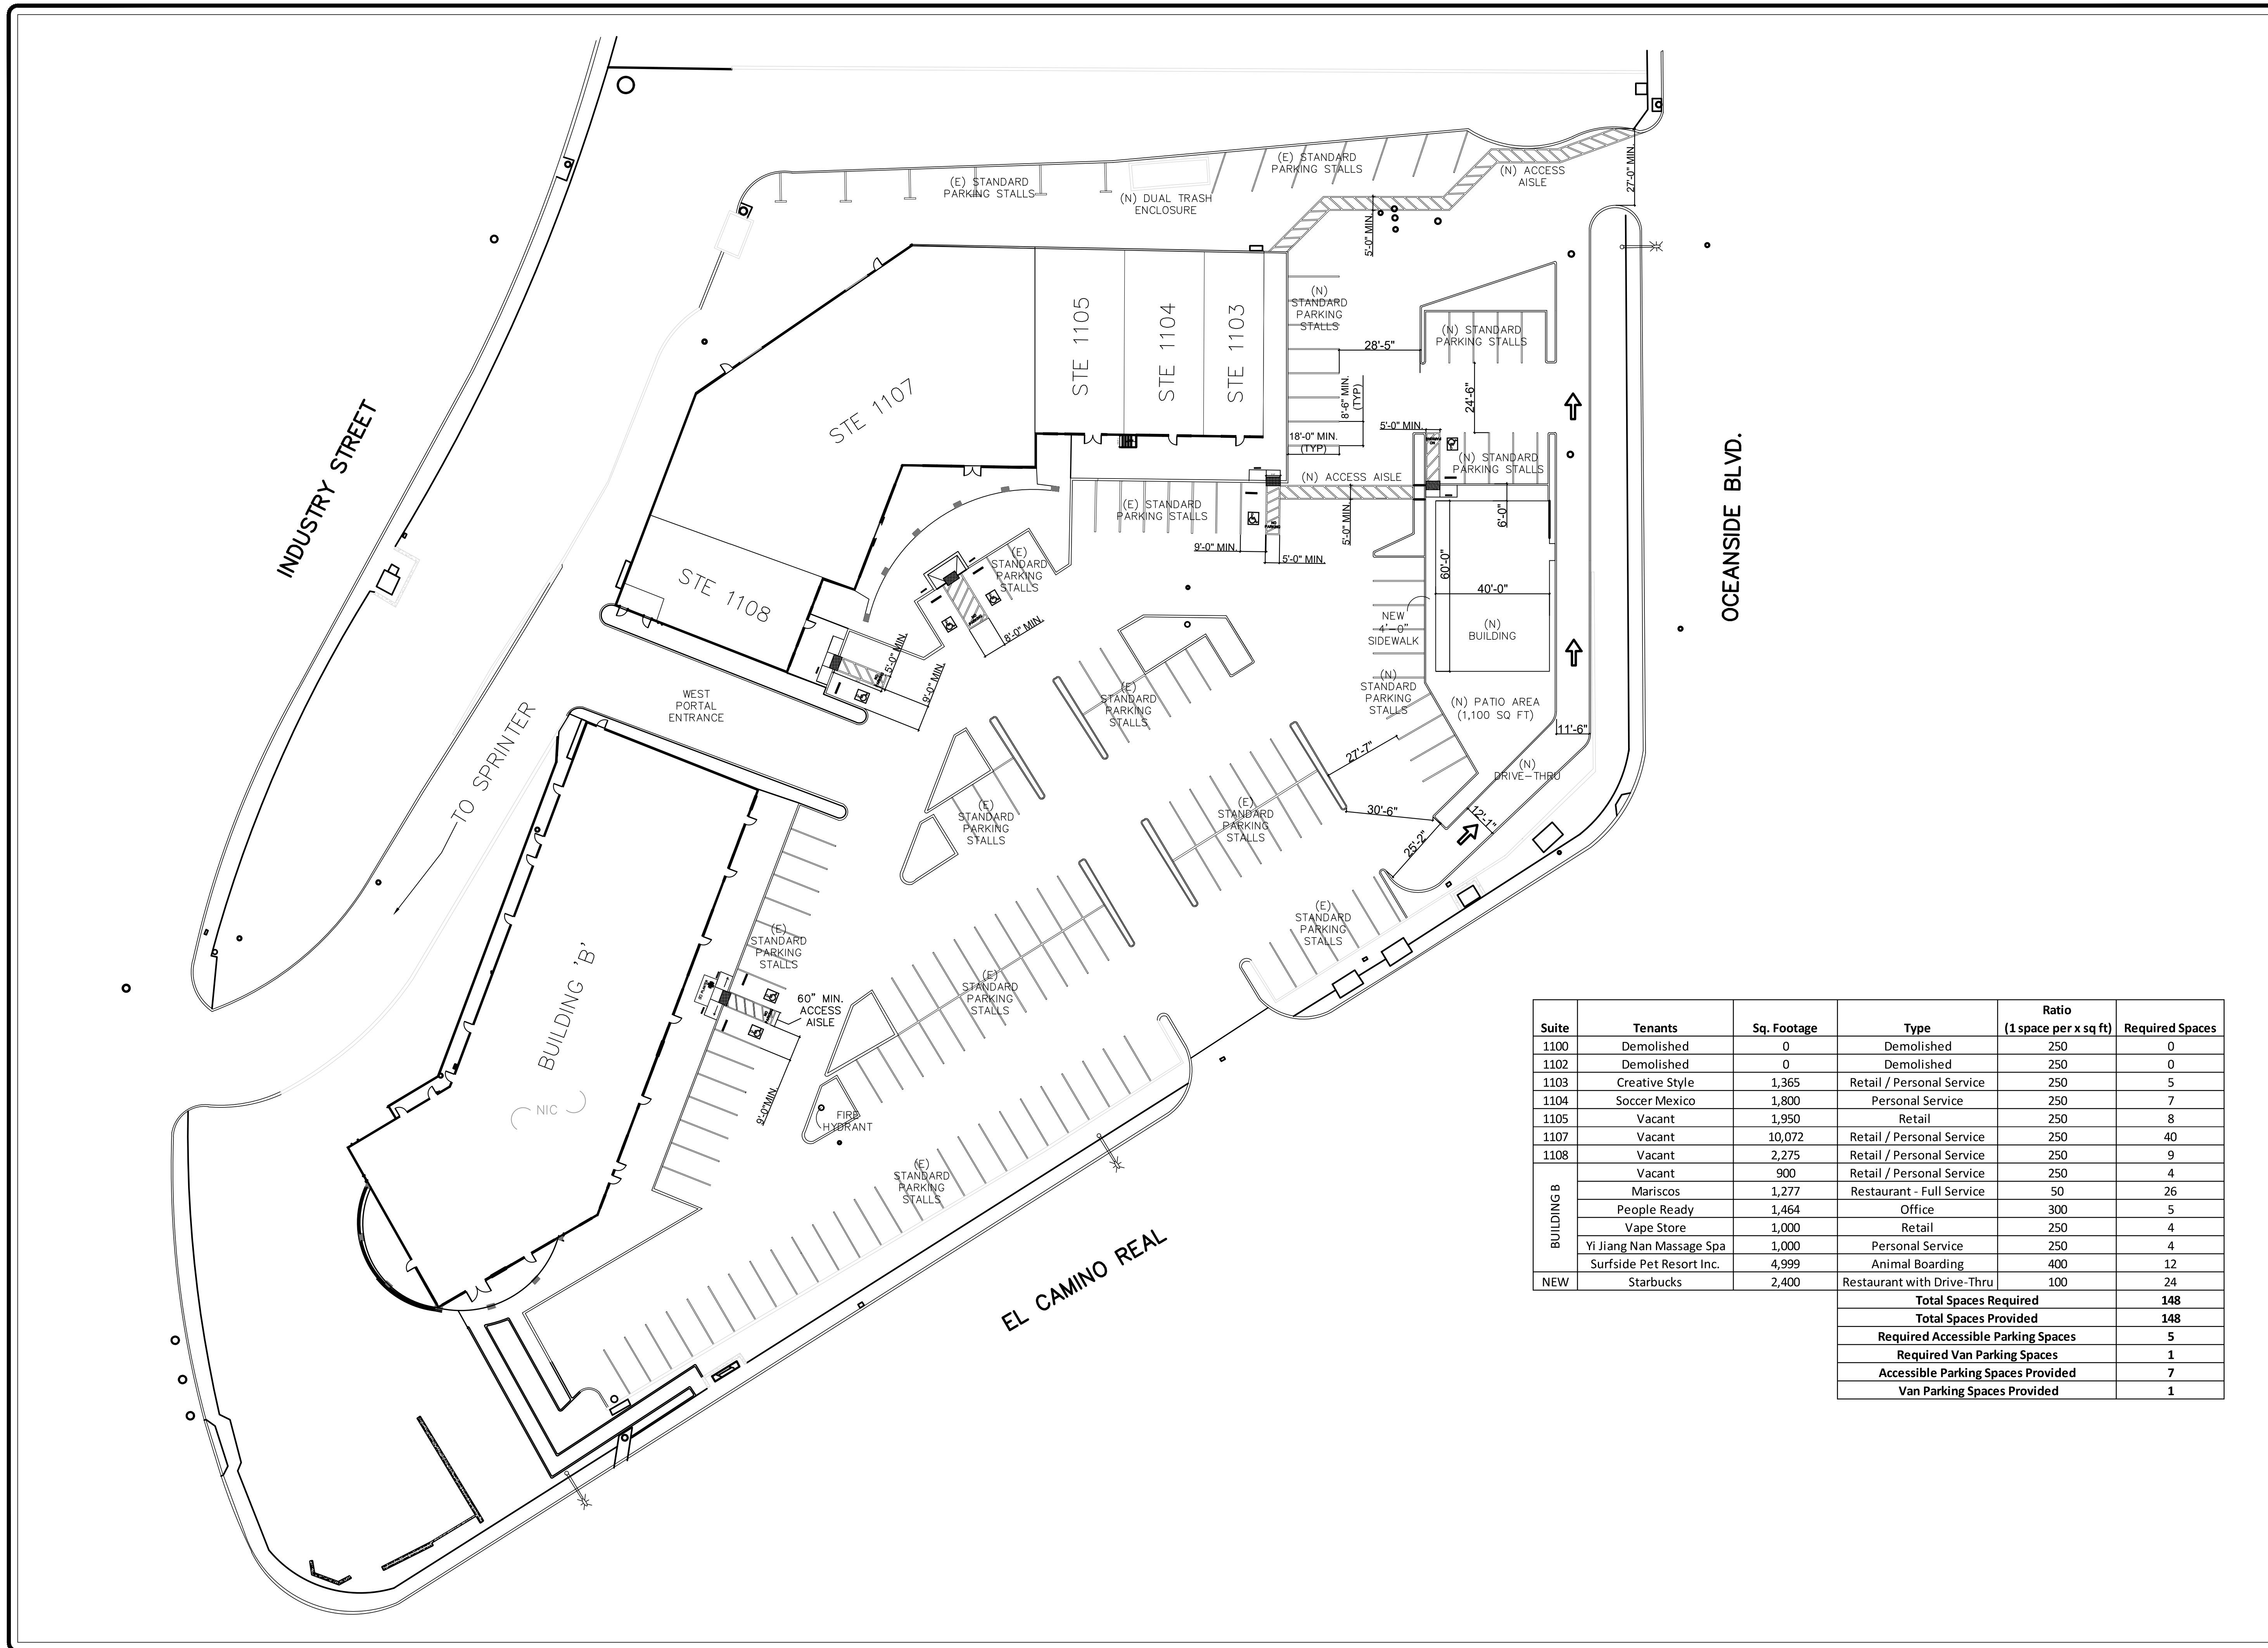 27'-0" MIN.
(E) STANDARD
PARKING STALLS
(N) ACCESS
AISLE
(E) STANDARD
PARKING STALLS
(N) DUAL TRASH
ENCLOSURE
5'-0" MIN.
STE 1105
STE 1104
STE 1103
(N)
STANDARD
PARKING
STALLS
(N) STANDARD
PARKING STALLS
28'-5"
STE 1107
8'-6" MIN.
(TYP)
24'-6"
INDUSTRY STREET
18'-0" MIN.
(TYP)
5'-0" MIN.
NO
PARKING
(N) STANDARD
PARKING STALLS
(N) ACCESS AISLE
OCEANSIDE BLVD.
(E) STANDARD
PARKING STALLS
NO
PARKING
5'-0" MIN.
6'-0"
9'-0" MIN.
5'-0" MIN.
(E)
STANDARD
PARKING
STALLS
STE 1108
60'-0"
40'-0"
NEW
4'-0"
SIDEWALK
(N)
BUILDING
NO
PARKING
8'-0" MIN.
5'-0" MIN.
9'-0" MIN.
WEST
PORTAL
ENTRANCE
(E)
STANDARD
PARKING
STALLS
(N)
STANDARD
PARKING
STALLS
(N) PATIO AREA
(1,100 SQ FT)
11'-6"
TO SPRINTER
27'-7"
(N)
DRIVE-THRU
(E)
STANDARD
PARKING
STALLS
(E)
STANDARD
PARKING
STALLS
30'-6"
12'-1"
25'-2"
(E)
STANDARD
PARKING
STALLS
(E)
STANDARD
PARKING
STALLS
BUILDING 'B'
(E)
STANDARD
PARKING
STALLS
60" MIN.
ACCESS
AISLE
NO
PARKING
NIC
9'-0"MIN.
FIRE
HYDRANT
(E)
STANDARD
PARKING
STALLS
EL CAMINO REAL
Suite Tenants Sq. Footage Type Ratio (1 space per x sq ft) Required Spaces
1100 Demolished 0 Demolished 250 0
1102 Demolished 0 Demolished 250 0
1103 Creative Style 1,365 Retail / Personal Service 250 5
1104 Soccer Mexico 1,800 Personal Service 250 7
1105 Vacant 1,950 Retail 250 8
1107 Vacant 10,072 Retail / Personal Service 250 40
1108 Vacant 2,275 Retail / Personal Service 250 9
BUILDING B
Vacant 900 Retail / Personal Service 250 4
Mariscos 1,277 Restaurant - Full Service 50 26
People Ready 1,464 Office 300 5
Vape Store 1,000 Retail 250 4
Yi Jiang Nan Massage Spa 1,000 Personal Service 250 4
Surfside Pet Resort Inc. 4,999 Animal Boarding 400 12
NEW Starbucks 2,400 Restaurant with Drive-Thru 100 24
Total Spaces Required 148
Total Spaces Provided 148
Required Accessible Parking Spaces 5
Required Van Parking Spaces 1
Accessible Parking Spaces Provided 7
Van Parking Spaces Provided 1